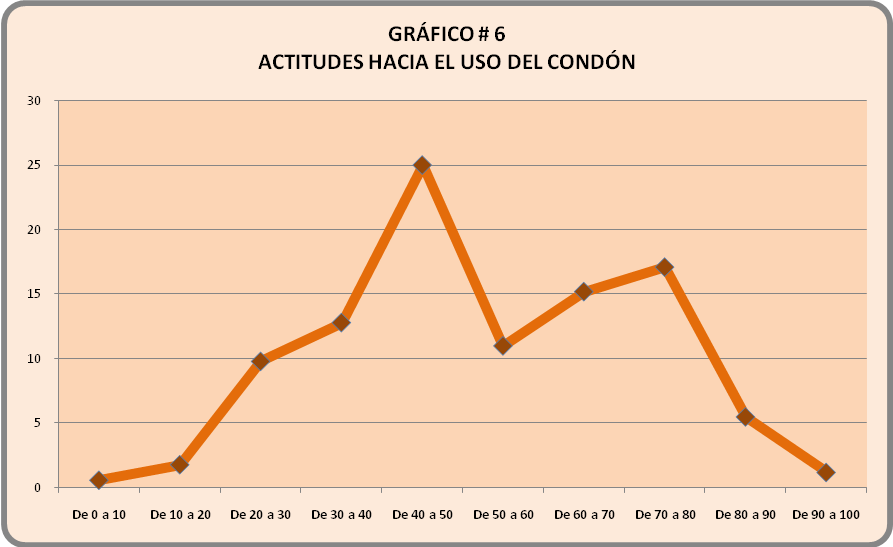 GRÁFICO # 6
ACTITUDES HACIA EL USO DEL CONDÓN
30
25
20
15
10
5
0
De 0 a 10 De 10 a 20 De 20 a 30 De 30 a 40 De 40 a 50 De 50 a 60 De 60 a 70 De 70 a 80 De 80 a 90 De 90 a 100